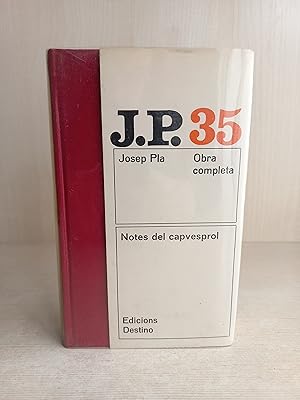 J.P. 35
Josep Pla
Obra
completa
Notes del capvesprol
Edicions
Destino